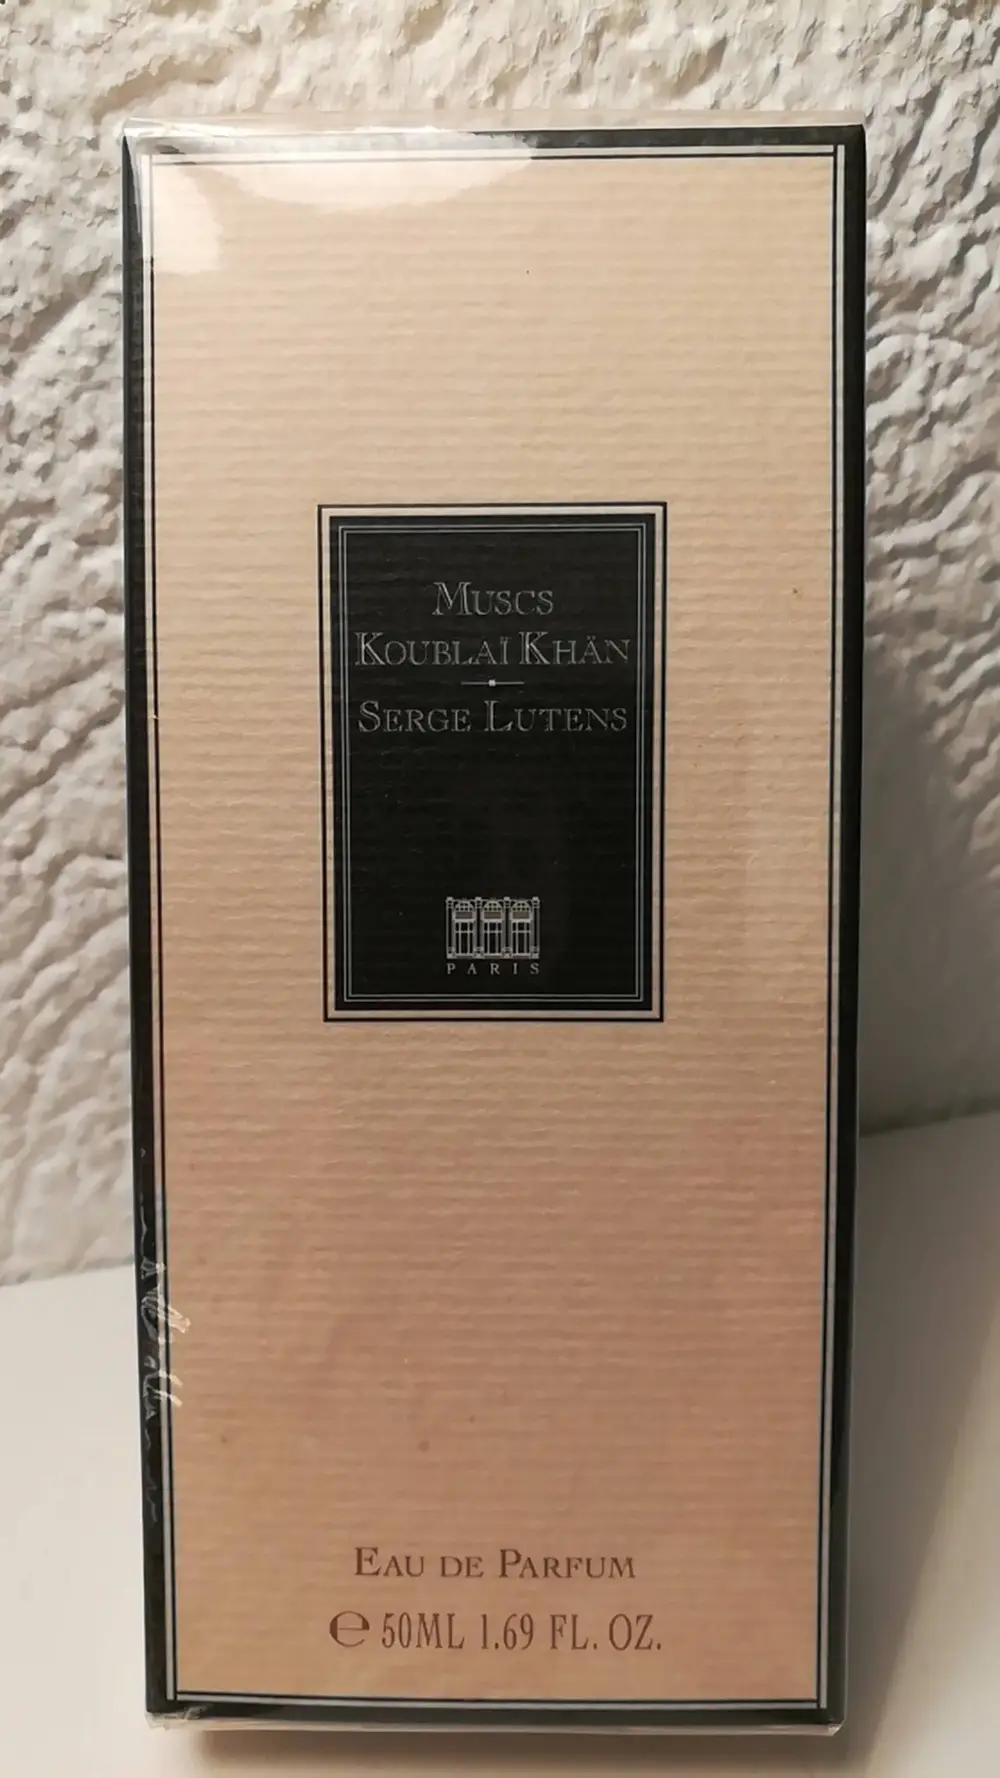 Muscs
Koublaï Khän
Serge Lutens
PARIS
Eau de Parfum
℮ 50ML 1.69 FL. OZ.